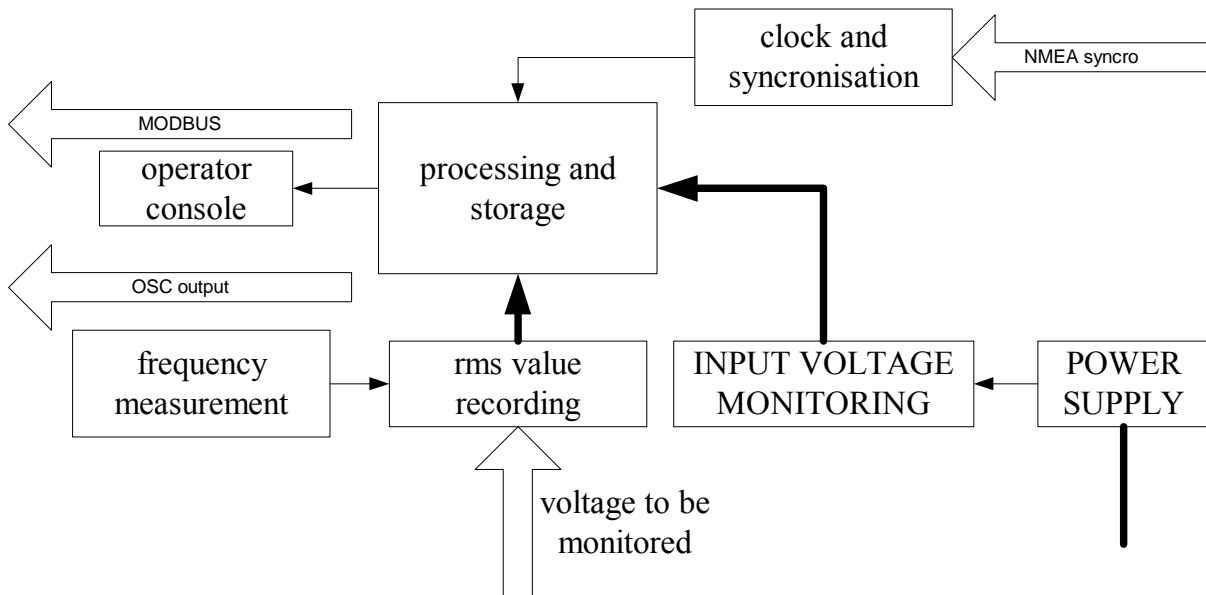 clock and
syncronisation
NMEA syncro
MODBUS
operator
console
processing and
storage
OSC output
frequency
measurement
rms value
recording
INPUT VOLTAGE
MONITORING
POWER
SUPPLY
voltage to be
monitored